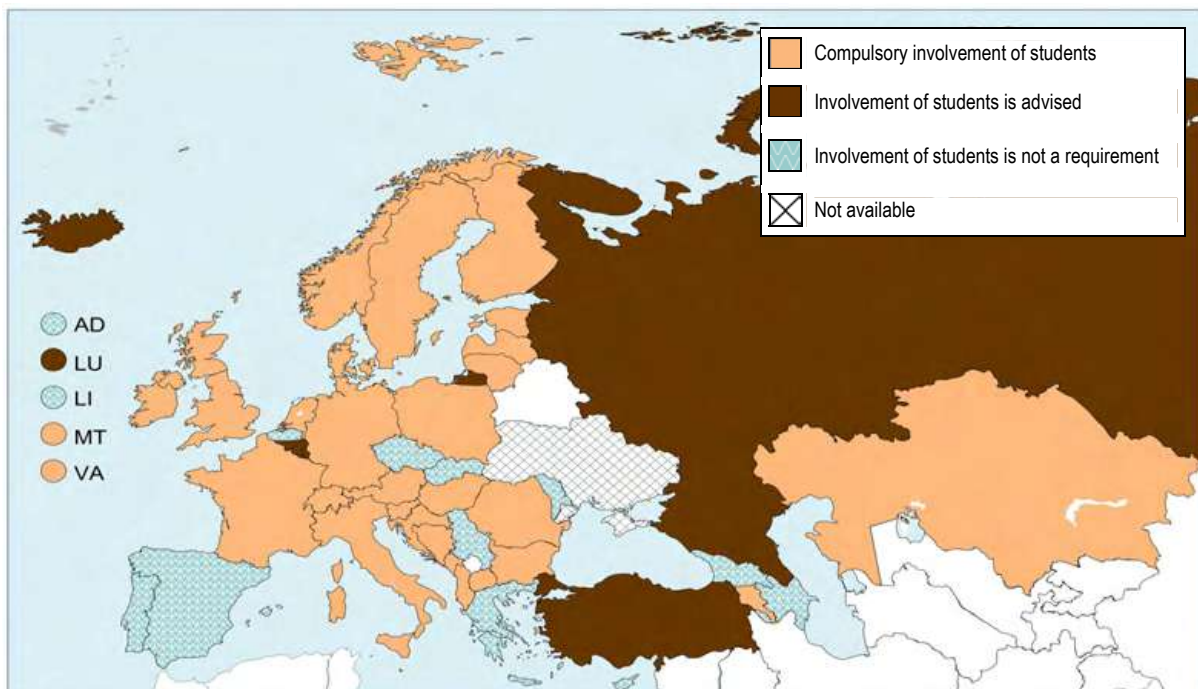 Compulsory involvement of students
Involvement of students is advised
Involvement of students is not a requirement
Not available
AD
LU
LI
MT
VA